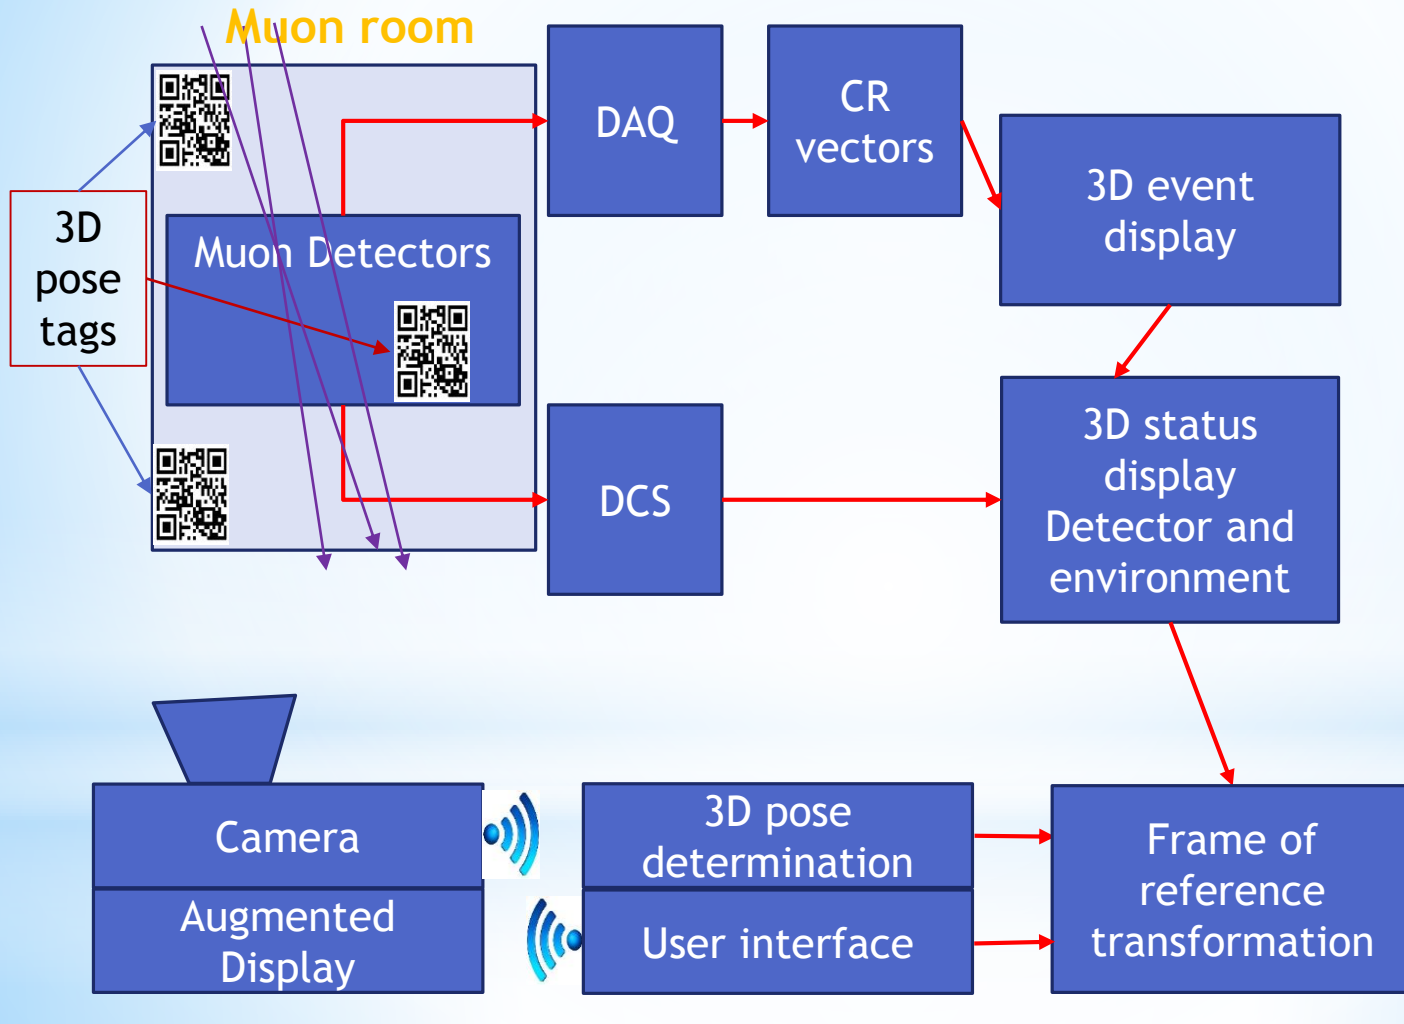 Muon room
3D
pose
tags
Muon Detectors
DAQ
CR
vectors
3D event
display
DCS
3D status
display
Detector and
environment
Camera
Augmented
Display
3D pose
determination
User interface
Frame of
reference
transformation